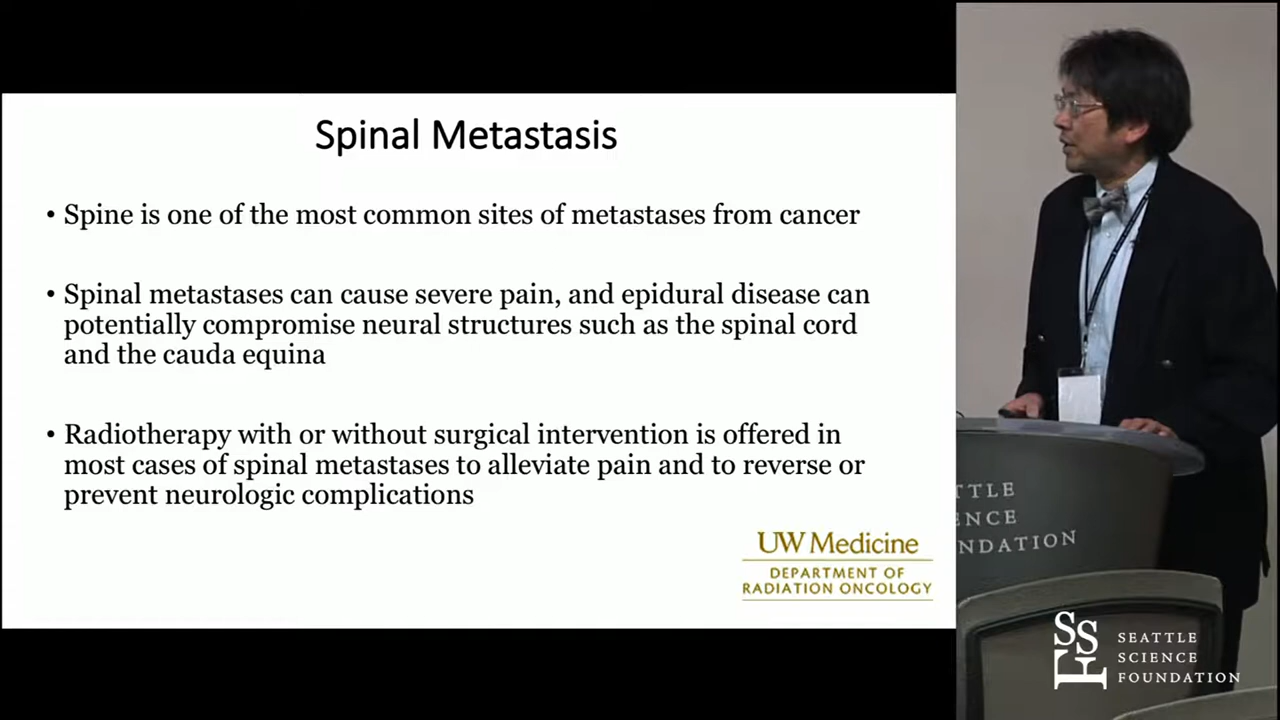 Spinal Metastasis
• Spine is one of the most common sites of metastases from cancer
• Spinal metastases can cause severe pain, and epidural disease can
potentially compromise neural structures such as the spinal cord
and the cauda equina
• Radiotherapy with or without surgical intervention is offered in
most cases of spinal metastases to alleviate pain and to reverse or
prevent neurologic complications
UW Medicine
DEPARTMENT OF
RADIATION ONCOLOGY
TTLE
ENCE
NDATION
SSF
SEATTLE
SCIENCE
FOUNDATION